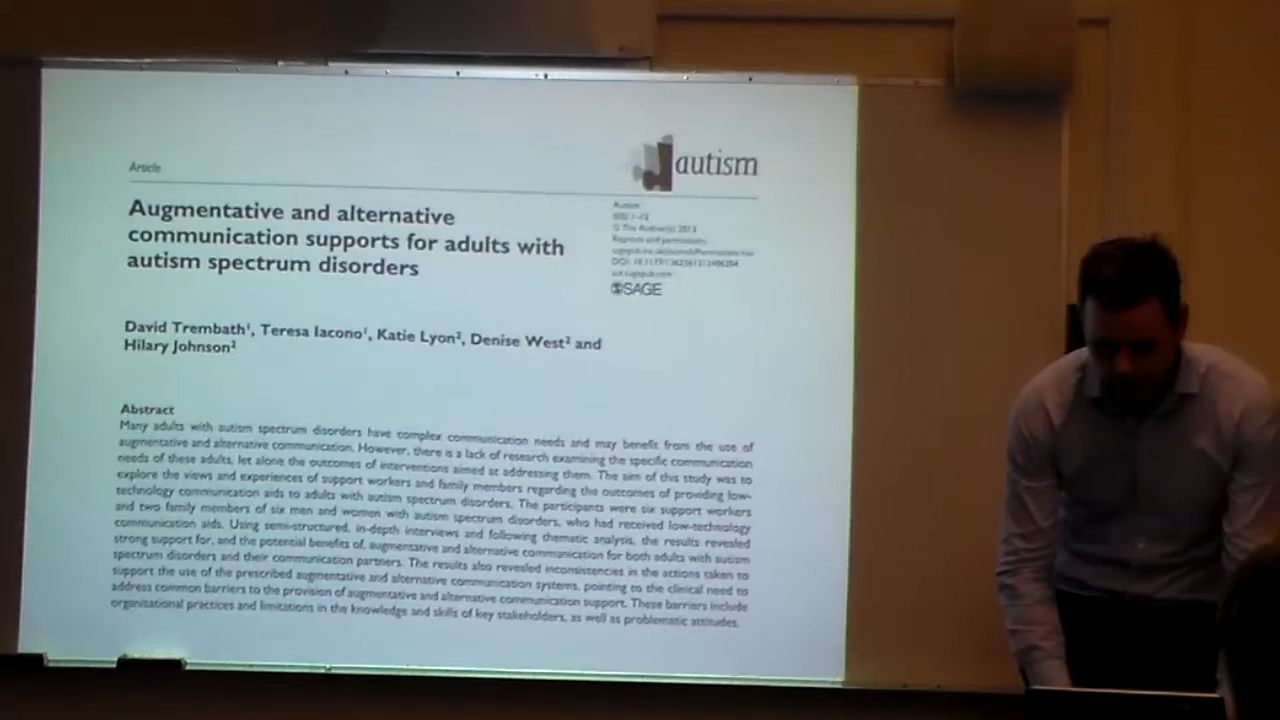 Article
autism
Augmentative and alternative
communication supports for adults with
autism spectrum disorders
Autism
© The Author(s) 2013
Reprints and permissions:
aut.sagepub.com
SAGE
David Trembath¹, Teresa Iacono¹, Katie Lyon², Denise West² and
Hilary Johnson²
Abstract
Many adults with autism spectrum disorders have complex communication needs and may benefit from the use of
augmentative and alternative communication. However, there is a lack of research examining the specific communication
needs of these adults, let alone the outcomes of interventions aimed at addressing them. The aim of this study was to
explore the views and experiences of support workers and family members regarding the outcomes of providing low-
technology communication aids to adults with autism spectrum disorders. The participants were six support workers
and two family members of six men and women with autism spectrum disorders, who had received low-technology
communication aids. Using semi-structured, in-depth interviews and following thematic analysis, the results revealed
strong support for, and the potential benefits of, augmentative and alternative communication for both adults with autism
spectrum disorders and their communication partners. The results also revealed inconsistencies in the actions taken to
support the use of the prescribed augmentative and alternative communication systems, pointing to the clinical need to
address common barriers to the provision of augmentative and alternative communication support. These barriers include
organisational practices and limitations in the knowledge and skills of key stakeholders, as well as problematic attitudes.